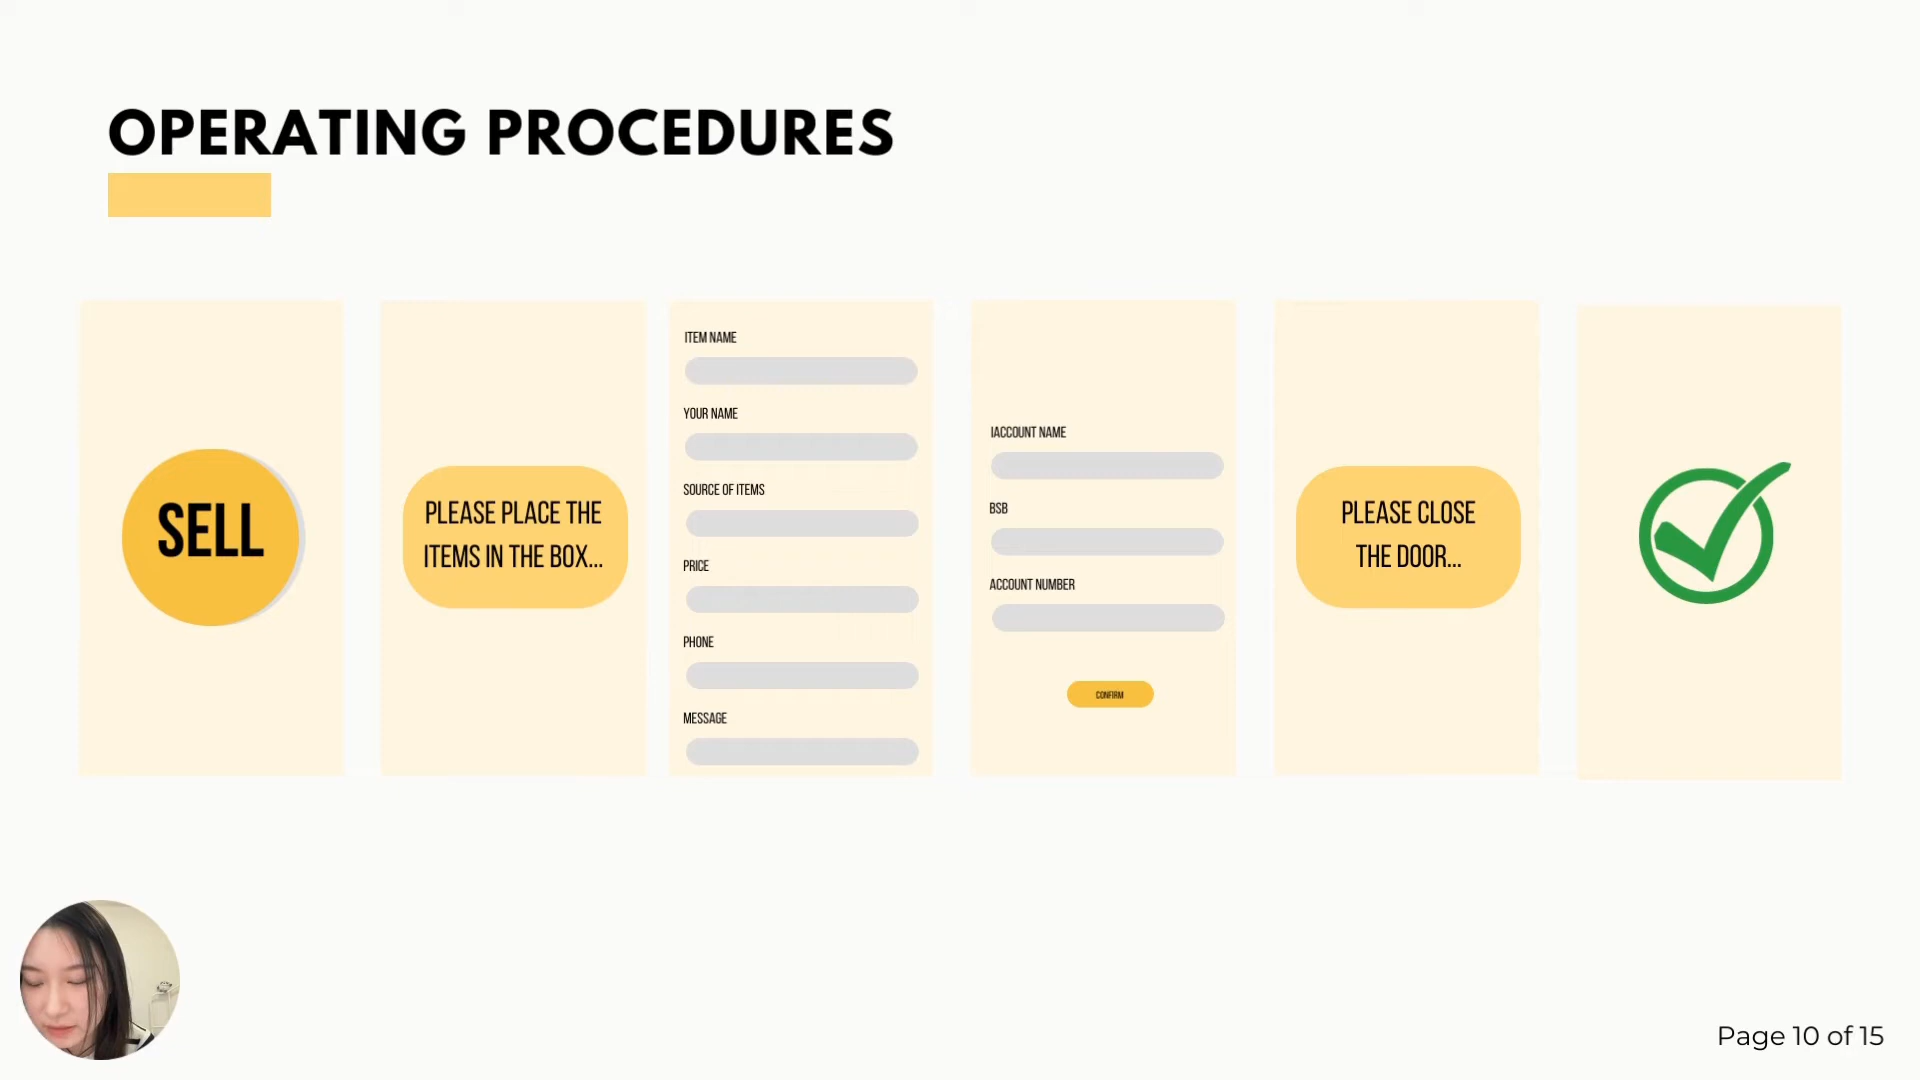 OPERATING PROCEDURES
SELL
PLEASE PLACE THE
ITEMS IN THE BOX...
ITEM NAME
YOUR NAME
SOURCE OF ITEMS
PRICE
PHONE
MESSAGE
IACCOUNT NAME
BSB
ACCOUNT NUMBER
CONFIRM
PLEASE CLOSE
THE DOOR...
Page 10 of 15